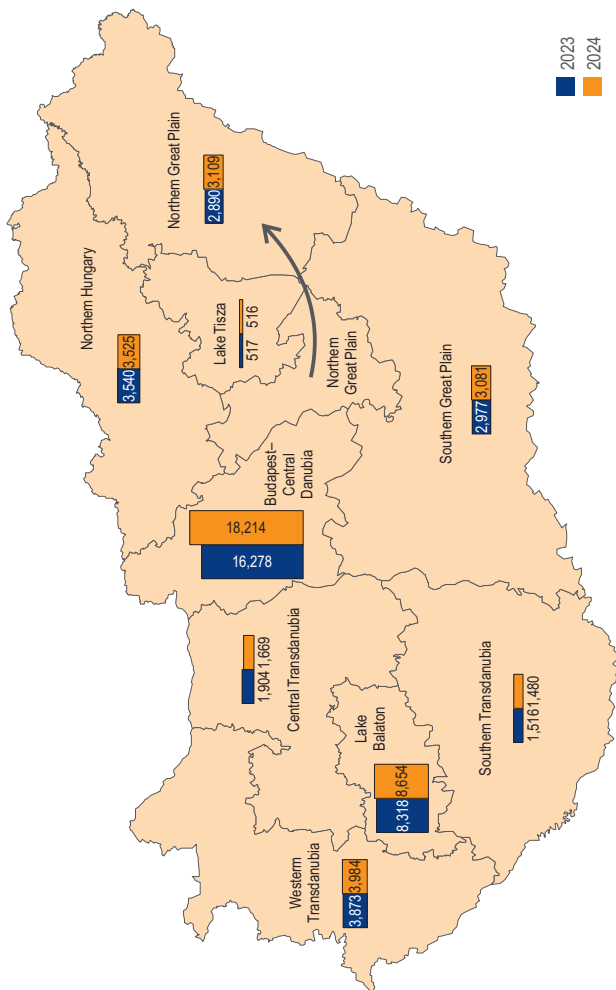 Northern Hungary
3,540 3,525
Northern Great Plain
2,890 3,109
Lake Tisza
517 516
Budapest–
Central
Danubia
16,278 18,214
1,904 1,669
Central Transdanubia
Westerm
Transdanubia
3,873 3,984
Northern
Great Plain
Lake
Balaton
8,318 8,654
Southern Great Plain
2,977 3,081
Southern Transdanubia
1,516 1,480
2023
2024